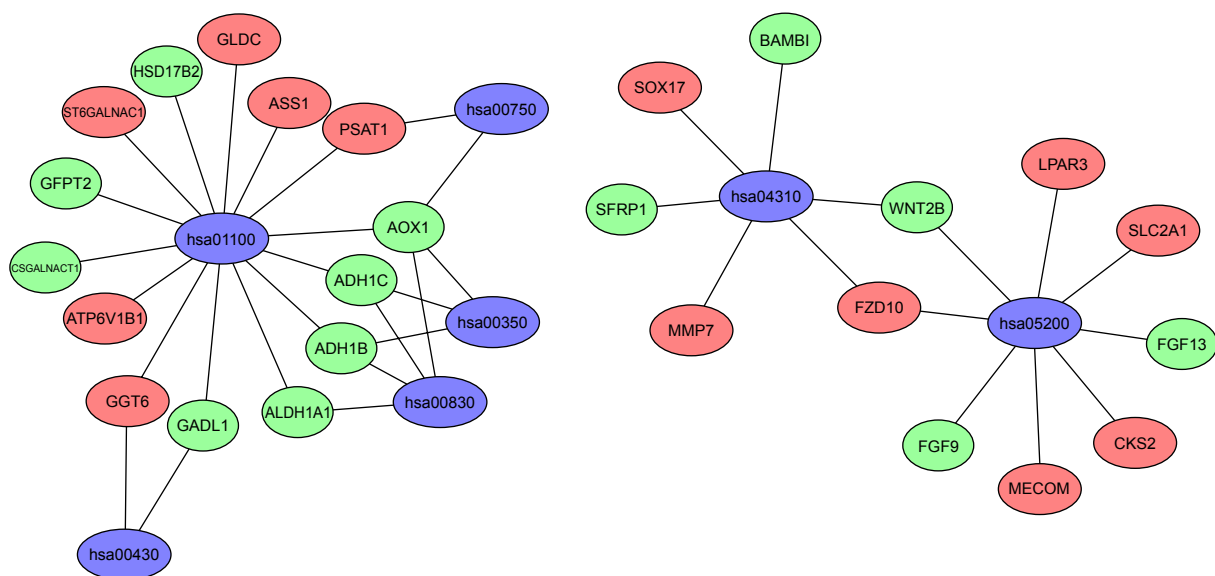 GLDC
HSD17B2
ST6GALNAC1
ASS1
PSAT1
hsa00750
GFPT2
AOX1
hsa01100
CSGALNACT1
ADH1C
ATP6V1B1
hsa00350
ADH1B
GGT6
ALDH1A1
hsa00830
GADL1
hsa00430
BAMBI
SOX17
LPAR3
hsa04310
SFRP1
WNT2B
SLC2A1
FZD10
hsa05200
MMP7
FGF13
FGF9
CKS2
MECOM